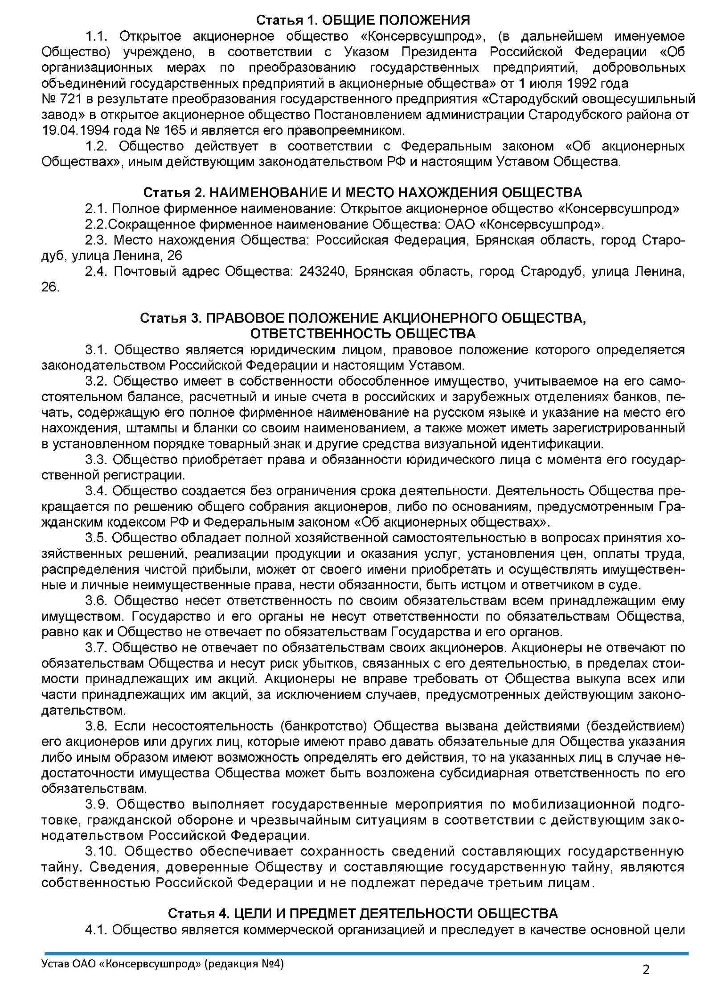 Статья 1. ОБЩИЕ ПОЛОЖЕНИЯ
1.1. Открытое акционерное общество «Консервсушпрод», (в дальнейшем именуемое
Общество) учреждено, в соответствии с Указом Президента Российской Федерации «Об
организационных мерах по преобразованию государственных предприятий, добровольных
объединений государственных предприятий в акционерные общества» от 1 июля 1992 года
№ 721 в результате преобразования государственного предприятия «Стародубский овощесушильный
завод» в открытое акционерное общество Постановлением администрации Стародубского района от
19.04.1994 года № 165 и является его правопреемником.
1.2. Общество действует в соответствии с Федеральным законом «Об акционерных
Обществах», иным действующим законодательством РФ и настоящим Уставом Общества.
Статья 2. НАИМЕНОВАНИЕ И МЕСТО НАХОЖДЕНИЯ ОБЩЕСТВА
2.1. Полное фирменное наименование: Открытое акционерное общество «Консервсушпрод»
2.2.Сокращенное фирменное наименование Общества: ОАО «Консервсушпрод».
2.3. Место нахождения Общества: Российская Федерация, Брянская область, город Старо-
дуб, улица Ленина, 26
2.4. Почтовый адрес Общества: 243240, Брянская область, город Стародуб, улица Ленина,
26.
Статья 3. ПРАВОВОЕ ПОЛОЖЕНИЕ АКЦИОНЕРНОГО ОБЩЕСТВА,
ОТВЕТСТВЕННОСТЬ ОБЩЕСТВА
3.1. Общество является юридическим лицом, правовое положение которого определяется
законодательством Российской Федерации и настоящим Уставом.
3.2. Общество имеет в собственности обособленное имущество, учитываемое на его само-
стоятельном балансе, расчетный и иные счета в российских и зарубежных отделениях банков, пе-
чать, содержащую его полное фирменное наименование на русском языке и указание на место его
нахождения, штампы и бланки со своим наименованием, а также может иметь зарегистрированный
в установленном порядке товарный знак и другие средства визуальной идентификации.
3.3. Общество приобретает права и обязанности юридического лица с момента его государ-
ственной регистрации.
3.4. Общество создается без ограничения срока деятельности. Деятельность Общества пре-
кращается по решению общего собрания акционеров, либо по основаниям, предусмотренным Гра-
жданским кодексом РФ и Федеральным законом «Об акционерных обществах».
3.5. Общество обладает полной хозяйственной самостоятельностью в вопросах принятия хо-
зяйственных решений, реализации продукции и оказания услуг, установления цен, оплаты труда,
распределения чистой прибыли, может от своего имени приобретать и осуществлять имуществен-
ные и личные неимущественные права, нести обязанности, быть истцом и ответчиком в суде.
3.6. Общество несет ответственность по своим обязательствам всем принадлежащим ему
имуществом. Государство и его органы не несут ответственности по обязательствам Общества,
равно как и Общество не отвечает по обязательствам Государства и его органов.
3.7. Общество не отвечает по обязательствам своих акционеров. Акционеры не отвечают по
обязательствам Общества и несут риск убытков, связанных с его деятельностью, в пределах стои-
мости принадлежащих им акций. Акционеры не вправе требовать от Общества выкупа всех или
части принадлежащих им акций, за исключением случаев, предусмотренных действующим законо-
дательством.
3.8. Если несостоятельность (банкротство) Общества вызвана действиями (бездействием)
его акционеров или других лиц, которые имеют право давать обязательные для Общества указания
либо иным образом имеют возможность определять его действия, то на указанных лиц в случае не-
достаточности имущества Общества может быть возложена субсидиарная ответственность по его
обязательствам.
3.9. Общество выполняет государственные мероприятия по мобилизационной подго-
товке, гражданской обороне и чрезвычайным ситуациям в соответствии с действующим зако-
нодательством Российской Федерации.
3.10. Общество обеспечивает сохранность сведений составляющих государственную
тайну. Сведения, доверенные Обществу и составляющие государственную тайну, являются
собственностью Российской Федерации и не подлежат передаче третьим лицам.
Статья 4. ЦЕЛИ И ПРЕДМЕТ ДЕЯТЕЛЬНОСТИ ОБЩЕСТВА
4.1. Общество является коммерческой организацией и преследует в качестве основной цели
Устав ОАО «Консервсушпрод» (редакция №4)
2